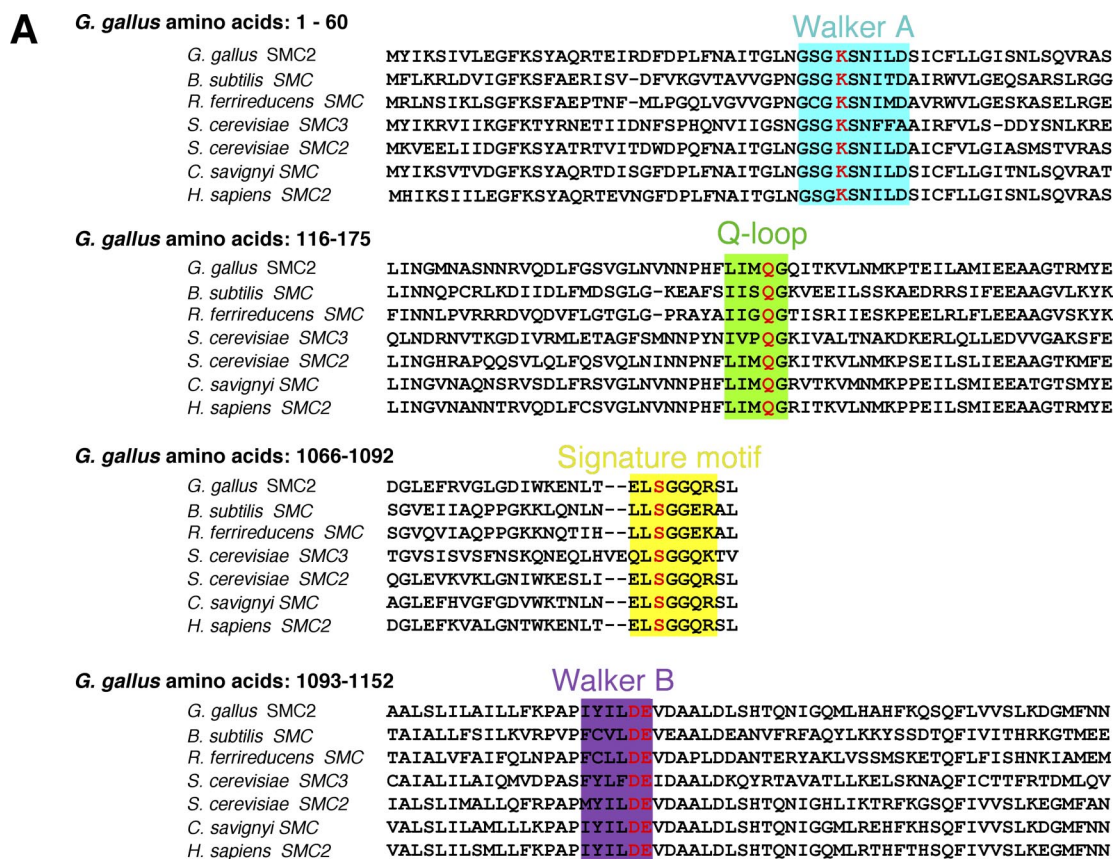 A
G. gallus amino acids: 1 - 60
Walker A
G. gallus SMC2 MYIKSIVLEGFKSYAQRTEIRDFDPLFNAITGLNGSGKSNILDSICFLLGISNLSQVRAS
B. subtilis SMC MFLKRLDVIGFKSFAERISV-DFVKGVTAVVGPNGSGKSNITDAIRWVLGEQSARSLRGG
R. ferrireducens SMC MRLNSIKLSGFKSFAEPTNF-MLPGQLVGVVGPNGCGKSNIMDAVRWVLGESKASELRGE
S. cerevisiae SMC3 MYIKRVIIKGFKTYRNETIIDNFSPHQNVIIGSNGSGKSNFFAAIRFVLS-DDYSNLKRE
S. cerevisiae SMC2 MKVEELIIDGFKSYATRTVITDWDPQFNAITGLNGSGKSNILDAICFVLGIASMSTVRAS
C. savignyi SMC MYIKSVTVDGFKSYAQRTDISGFDPLFNAITGLNGSGKSNILDSICFLLGITNLSQVRAT
H. sapiens SMC2 MHIKSIILEGFKSYAQRTEVNGFDPLFNAITGLNGSGKSNILDSICFLLGISNLSQVRAS
G. gallus amino acids: 116-175
Q-loop
G. gallus SMC2 LINGMNASNNRVQDLFGSVGLNVNNPHFLIMQGQITKVLNMKPTEILAMIEEAAGTRMYE
B. subtilis SMC LINNQPCRLKDIIDLFMDSGLG-KEAFSIISQGKVEEILSSKAEDRRSIFEEAAGVLKYK
R. ferrireducens SMC FINNLPVRRRDVQDVFLGTGLG-PRAYAIIGQGTISRIIESKPEELRLFLEEAAGVSKYK
S. cerevisiae SMC3 QLNDRNVTKGDIVRMLETAGFSMNNPYNIVPQGKIVALTNAKDKERLQLLEDVVGAKSFE
S. cerevisiae SMC2 LINGHRAPQQSVLQLFQSVQLNINNPNFLIMQGKITKVLNMKPSEILSLIEEAAGTKMFE
C. savignyi SMC LINGVNAQNSRVSDLFRSVGLNVNNPHFLIMQGRVTKVMNMKPPEILSMIEEATGTSMYE
H. sapiens SMC2 LINGVNANNTRVQDLFCSVGLNVNNPHFLIMQGRITKVLNMKPPEILSMIEEAAGTRMYE
G. gallus amino acids: 1066-1092
Signature motif
G. gallus SMC2 DGLEFRVGLGDIWKENLT--ELSGGQRSL
B. subtilis SMC SGVEIIAQPPGKKLQNLN--LLSGGERAL
R. ferrireducens SMC SGVQVIAQPPGKKNQTIH--LLSGGEKAL
S. cerevisiae SMC3 TGVSISVSFNSKQNEQLHVEQLSGGQKTV
S. cerevisiae SMC2 QGLEVKVKLGNIWKESLI--ELSGGQRSL
C. savignyi SMC AGLEFHVGFGDVWKTNLN--ELSGGQRSL
H. sapiens SMC2 DGLEFKVALGNTWKENLT--ELSGGQRSL
G. gallus amino acids: 1093-1152
Walker B
G. gallus SMC2 AALSLILAILLFKPAPIYILDEVDAALDLSHTQNIGQMLHAHFKQSQFLVVSLKDGMFNN
B. subtilis SMC TAIALLFSILKVRPVPFCVLDEVEAALDEANVFRFAQYLKKYSSDTQFIVITHRKGTMEE
R. ferrireducens SMC TAIALVFAIFQLNPAPFCLLDEVDAPLDDANTERYAKLVSSMSKETQFLFISHNKIAMEM
S. cerevisiae SMC3 CAIALILAIQMVDPASFYLFDEIDAALDKQYRTAVATLLKELSKNAQFICTTFRTDMLQV
S. cerevisiae SMC2 IALSLIMALLQFRPAPMYILDEVDAALDLSHTQNIGHLIKTRFKGSQFIVVSLKEGMFAN
C. savignyi SMC VALSLILAMLLLKPAPIYILDEVDAALDLSHTQNIGGMLREHFKHSQFIVVSLKDGMFNN
H. sapiens SMC2 VALSLILSMLLFKPAPIYILDEVDAALDLSHTQNIGQMLRTHFTHSQFIVVSLKEGMFNN